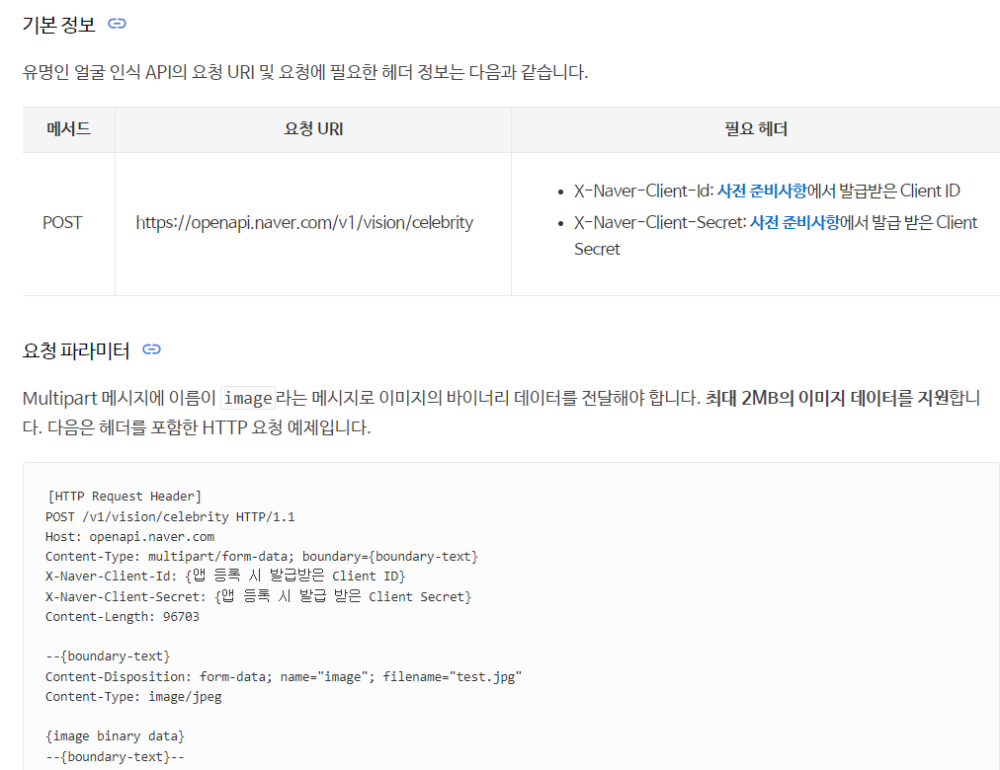 기본 정보
유명인 얼굴 인식 API의 요청 URI 및 요청에 필요한 헤더 정보는 다음과 같습니다.
메서드 요청 URI 필요 헤더
POST https://openapi.naver.com/v1/vision/celebrity
• X-Naver-Client-Id: 사전 준비사항에서 발급받은 Client ID
• X-Naver-Client-Secret: 사전 준비사항에서 발급 받은 Client
Secret
요청 파라미터
Multipart 메시지에 이름이 image라는 메시지로 이미지의 바이너리 데이터를 전달해야 합니다. 최대 2MB의 이미지 데이터를 지원합니
다. 다음은 헤더를 포함한 HTTP 요청 예제입니다.
[HTTP Request Header]
POST /v1/vision/celebrity HTTP/1.1
Host: openapi.naver.com
Content-Type: multipart/form-data; boundary={boundary-text}
X-Naver-Client-Id: {앱 등록 시 발급받은 Client ID}
X-Naver-Client-Secret: {앱 등록 시 발급 받은 Client Secret}
Content-Length: 96703
--{boundary-text}
Content-Disposition: form-data; name="image"; filename="test.jpg"
Content-Type: image/jpeg
{image binary data}
--{boundary-text}--